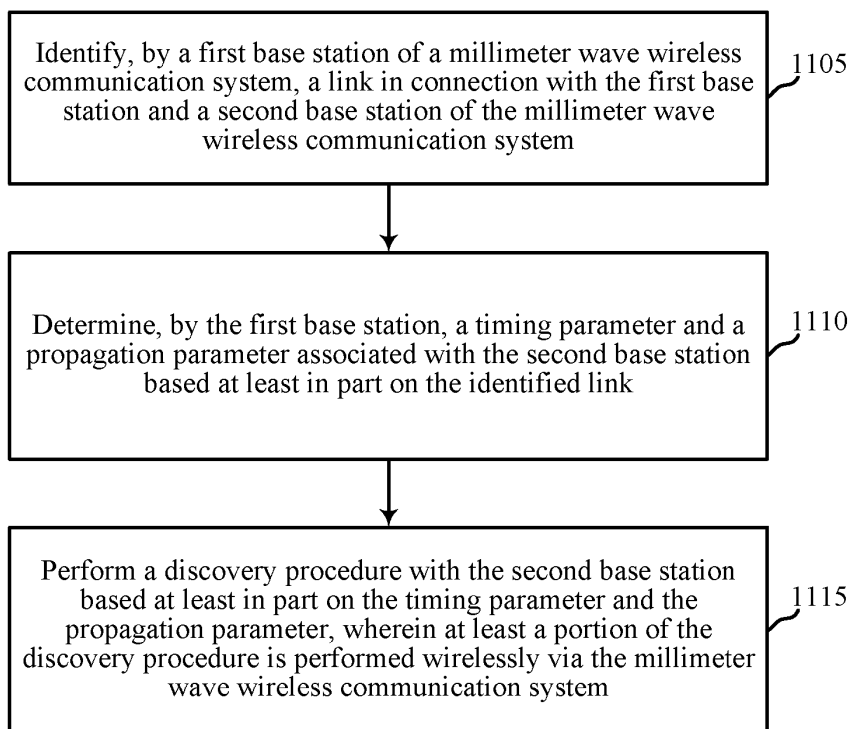 Identify, by a first base station of a millimeter wave wireless
communication system, a link in connection with the first base
station and a second base station of the millimeter wave
wireless communication system
1105
Determine, by the first base station, a timing parameter and a
propagation parameter associated with the second base station
based at least in part on the identified link
1110
Perform a discovery procedure with the second base station
based at least in part on the timing parameter and the
propagation parameter, wherein at least a portion of the
discovery procedure is performed wirelessly via the millimeter
wave wireless communication system
1115